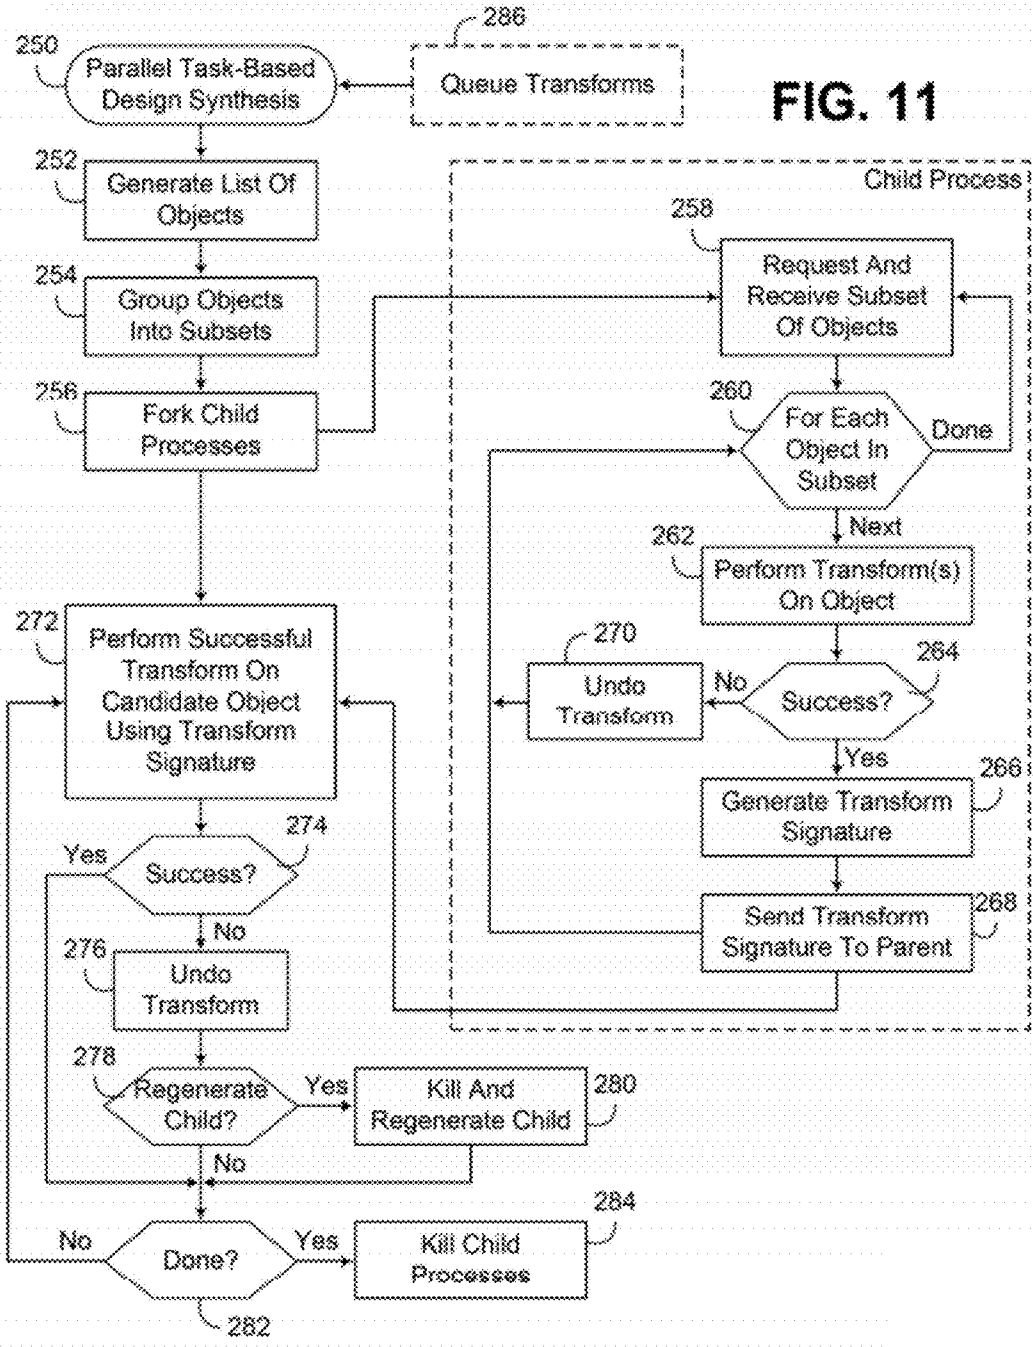 286
250
Parallel Task-Based
Design Synthesis
Queue Transforms
FIG. 11
252
Generate List Of
Objects
Child Process
258
Request And
Receive Subset
Of Objects
254
Group Objects
Into Subsets
256
Fork Child
Processes
260
For Each
Object In
Subset
Done
Next
262
Perform Transform(s)
On Object
272
Perform Successful
Transform On
Candidate Object
Using Transform
Signature
270
Undo
Transform
No
264
Success?
Yes
266
Generate Transform
Signature
274
Yes
Success?
No
268
Send Transform
Signature To Parent
276
Undo
Transform
278
Regenerate
Child?
Yes
Kill And
Regenerate Child
280
No
284
No
Done?
Yes
Kill Child
Processes
282